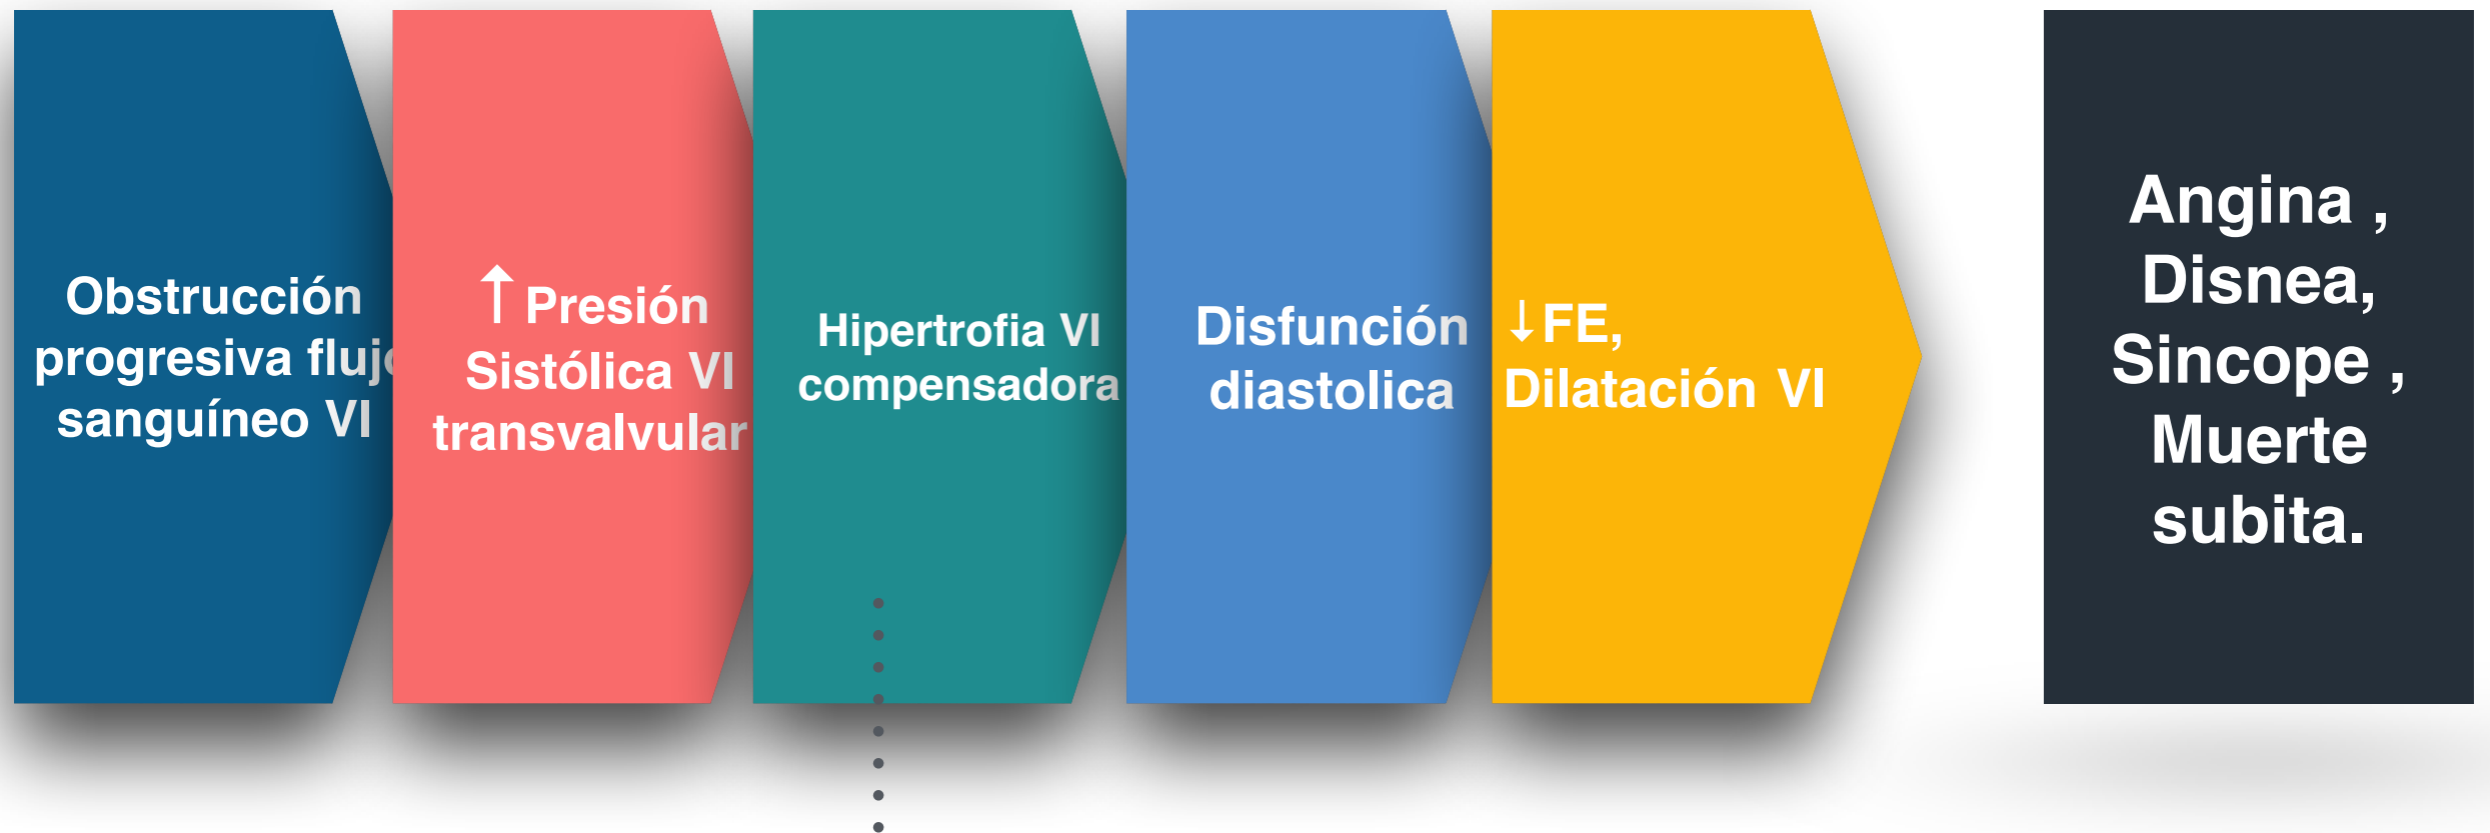 Obstrucción
progresiva flujo
sanguíneo VI
↑ Presión
Sistólica VI
transvalvular
Hipertrofia VI
compensadora
Disfunción
diastolica
↓FE,
Dilatación VI
Angina ,
Disnea,
Sincope ,
Muerte
subita.